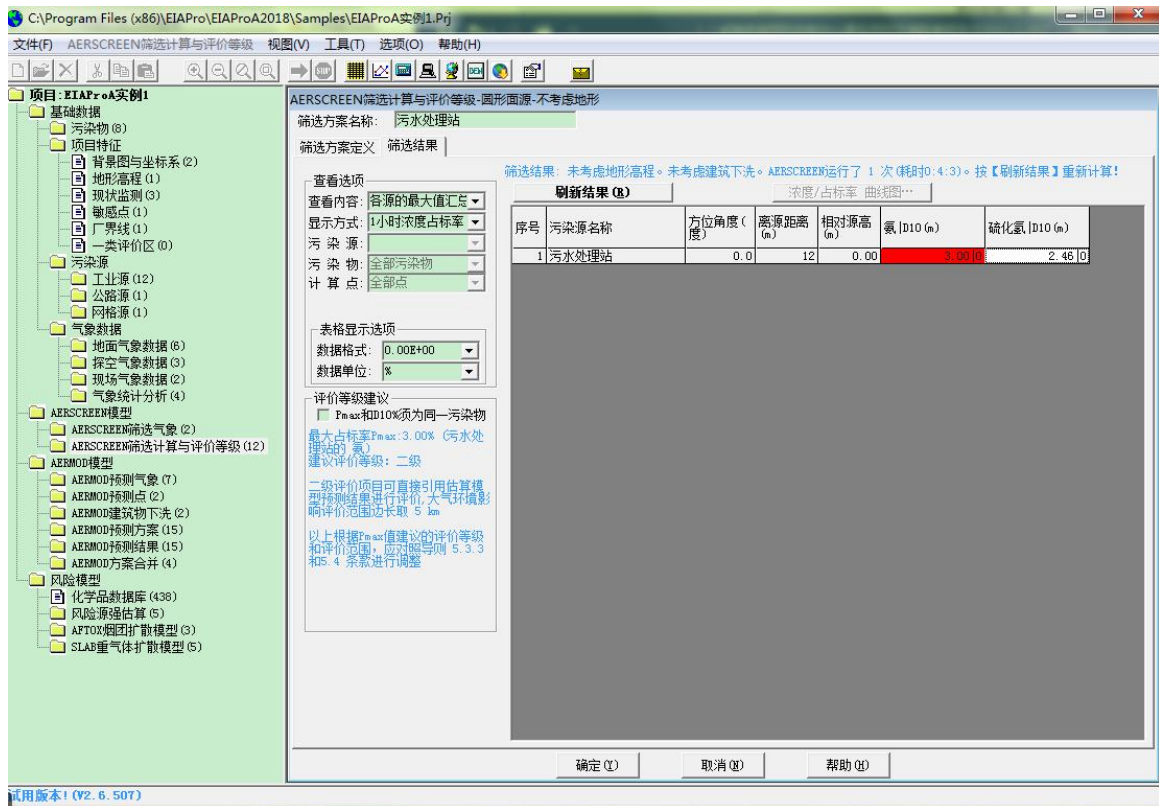 C:\Program Files (x86)\EIAPro\EIAProA2018\Samples\EIAProA实例1.Prj
文件(F) AERSCREEN筛选计算与评价等级 视图(V) 工具(T) 选项(O) 帮助(H)
项目:EIAProA实例1
基础数据
污染物(8)
项目特征
背景图与坐标系(2)
地形高程(1)
现状监测(3)
敏感点(1)
厂界线(1)
一类评价区(0)
污染源
工业源(12)
公路源(1)
网格源(1)
气象数据
地面气象数据(6)
探空气象数据(3)
现场气象数据(2)
气象统计分析(4)
AERSCREEN模型
AERSCREEN筛选气象(2)
AERSCREEN筛选计算与评价等级(12)
AERMOD模型
AERMOD预测气象(7)
AERMOD预测点(2)
AERMOD建筑物下洗(2)
AERMOD预测方案(15)
AERMOD预测结果(15)
AERMOD方案合并(4)
风险模型
化学品数据库(438)
风险源强估算(5)
AFTOX烟团扩散模型(3)
SLAB重气体扩散模型(5)
AERSCREEN筛选计算与评价等级-圆形面源-不考虑地形
筛选方案名称: 污水处理站
筛选方案定义 筛选结果
查看选项
查看内容: 各源的最大值汇总
显示方式: 1小时浓度占标率
污 染 源:
污 染 物: 全部污染物
计 算 点: 全部点
表格显示选项
数据格式: 0.00E+00
数据单位: %
评价等级建议
Pmax和D10%须为同一污染物
最大占标率Pmax:3.00% (污水处
理站的 氨)
建议评价等级: 二级
二级评价项目可直接引用估算模
型预测结果进行评价,大气环境影
响评价范围边长取 5 km
以上根据Pmax值建议的评价等级
和评价范围，应对照导则 5.3.3
和5.4 条款进行调整
筛选结果: 未考虑地形高程。未考虑建筑下洗。AERSCREEN运行了 1 次(耗时0:4:3)。按【刷新结果】重新计算!
刷新结果(R) 浓度/占标率 曲线图…
序号 污染源名称 方位角度(度) 离源距离(m) 相对源高(m) 氨|D10(m) 硫化氢|D10(m)
1 污水处理站 0.0 12 0.00 3.00|0 2.46|0
确定(Y) 取消(N) 帮助(H)
试用版本!(V2.6.507)